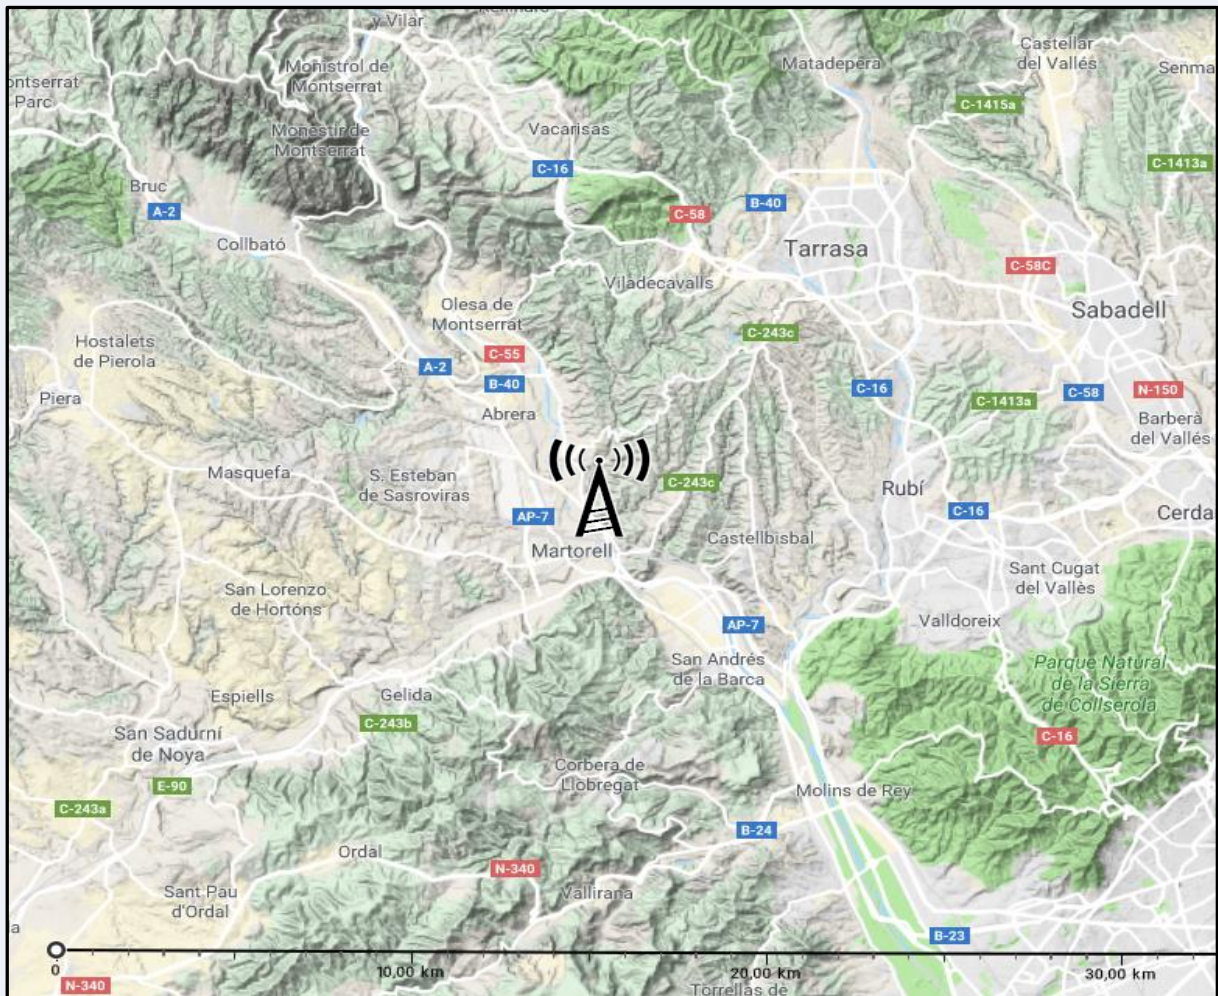 y Vilar
Castellar
del Vallés
Monistrol de
Montserrat
Matadepera
Senma
ontserrat
Parc
C-1415a
Monestir de
Montserrat
Vacarisas
C-16
C-1413a
Bruc
A-2
C-58
B-40
Collbató
Tarrasa
C-58C
Viladecavalls
Olesa de
Montserrat
Sabadell
Hostalets
de Pierola
C-243c
C-55
A-2
B-40
C-16
C-58
N-150
Piera
C-1413a
Abrera
Barberà
del Vallés
Masquefa
S. Esteban
de Sasroviras
C-243c
Rubí
AP-7
C-16
Cerda
Martorell
Castellbisbal
Sant Cugat
del Vallès
San Lorenzo
de Hortóns
AP-7
Valldoreix
San Andrés
de la Barca
Parque Natural
de la Sierra
de Collserola
Espiells
Gelida
C-243b
San Sadurní
de Noya
C-16
Corbera de
Llobregat
E-90
C-243a
Molins de Rey
B-24
Ordal
N-340
Sant Pau
d'Ordal
Vallirana
a
B-23
0
10,00 km
20,00 km
30,00 km
N-340
Torrellas de